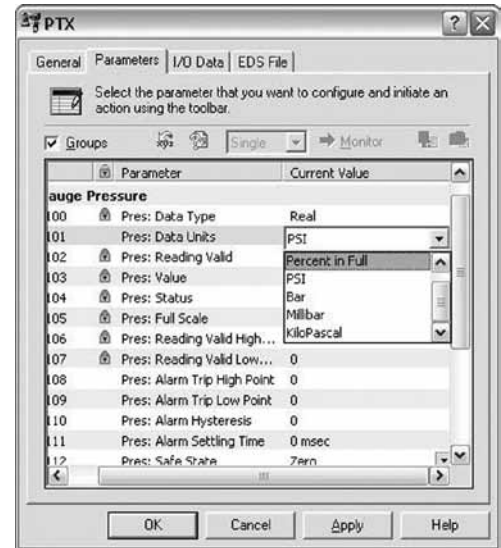 PTX
General Parameters I/O Data EDS File
Select the parameter that you want to configure and initiate an
action using the toolbar.
Groups Single Monitor
Parameter Current Value
auge Pressure
100 Pres: Data Type Real
101 Pres: Data Units PSI
102 Pres: Reading Valid Percent in Full
103 Pres: Value PSI
104 Pres: Status Bar
105 Pres: Full Scale Millibar
106 Pres: Reading Valid High... KiloPascal
107 Pres: Reading Valid Low... 0
108 Pres: Alarm Trip High Point 0
109 Pres: Alarm Trip Low Point 0
110 Pres: Alarm Hysteresis 0
111 Pres: Alarm Settling Time 0 msec
112 Pres: Safe State Zero
OK Cancel Apply Help